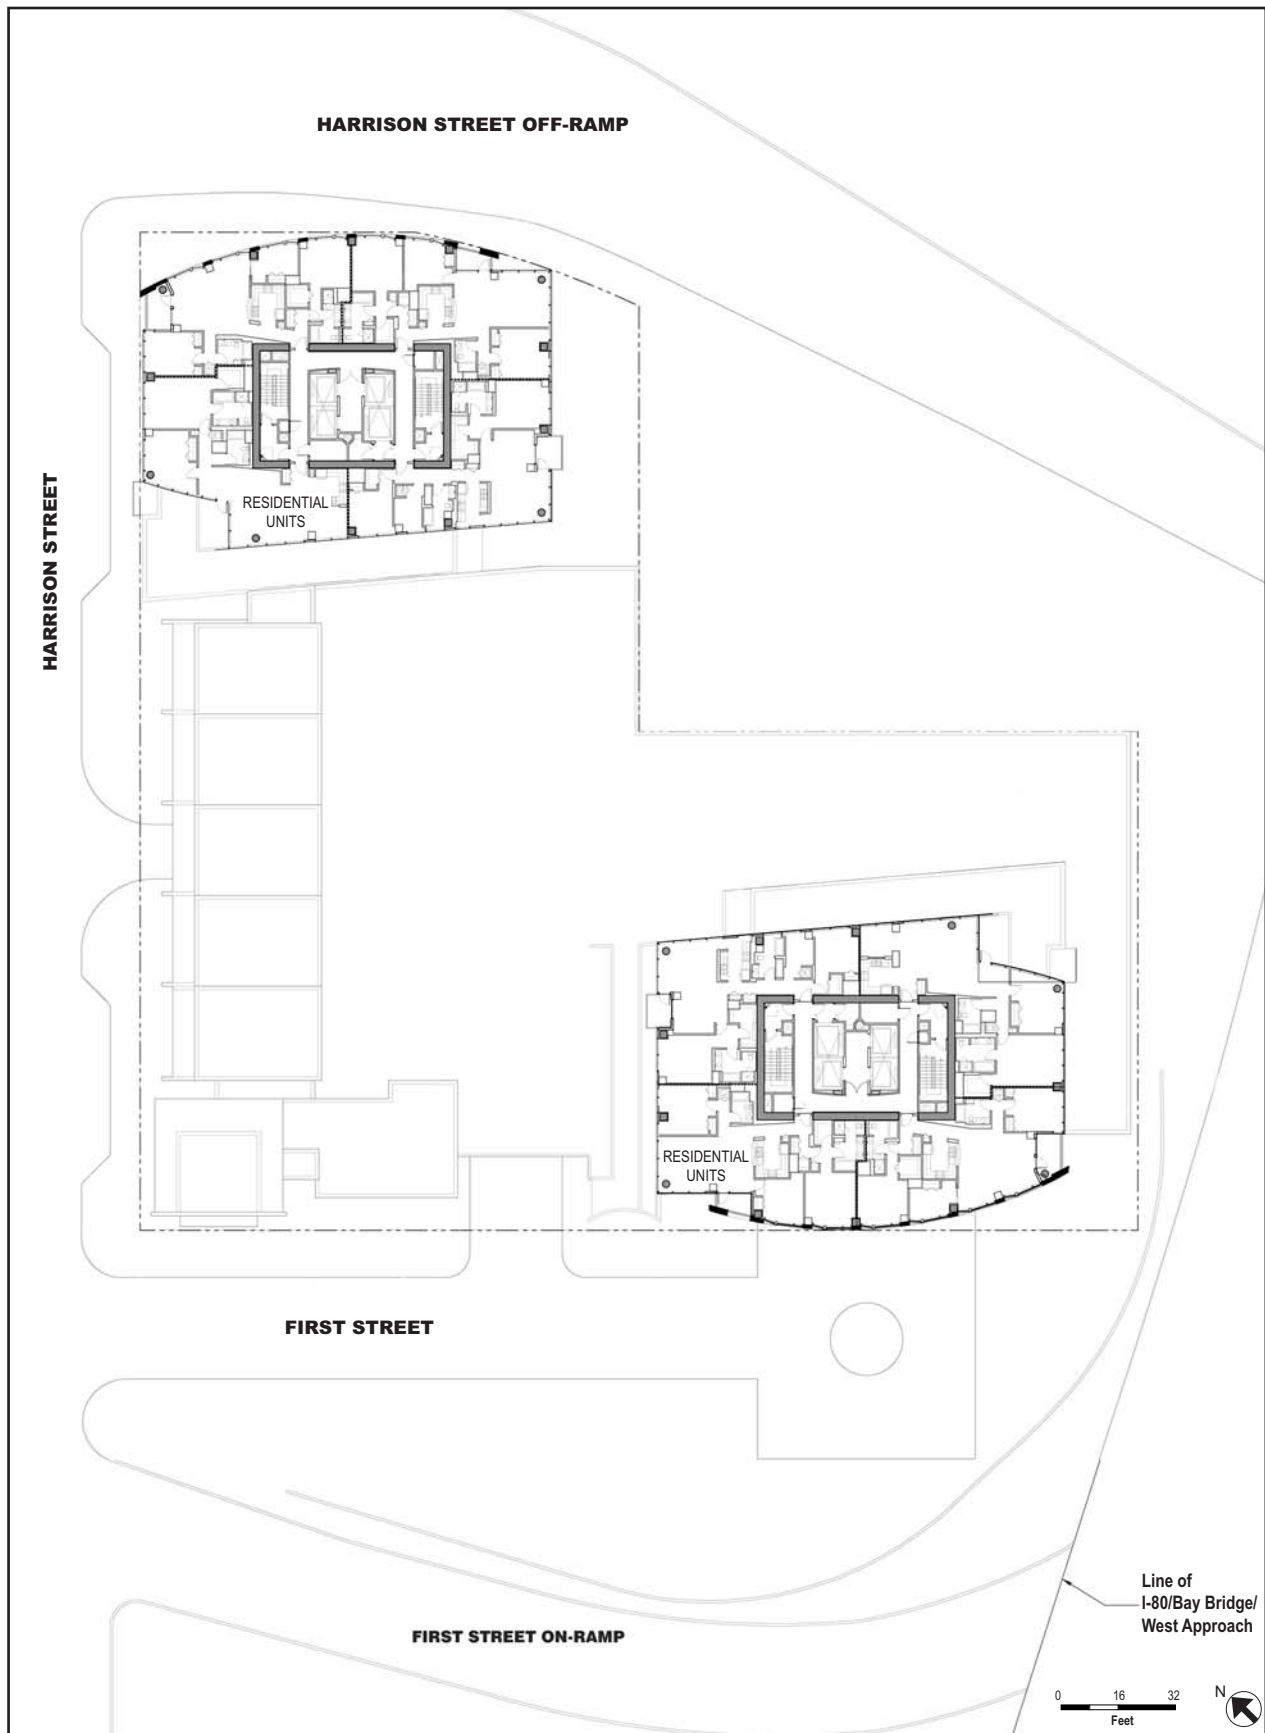 HARRISON STREET OFF-RAMP
HARRISON STREET
RESIDENTIAL
UNITS
RESIDENTIAL
UNITS
FIRST STREET
Line of
I-80/Bay Bridge/
West Approach
FIRST STREET ON-RAMP
0 16 32
Feet
N